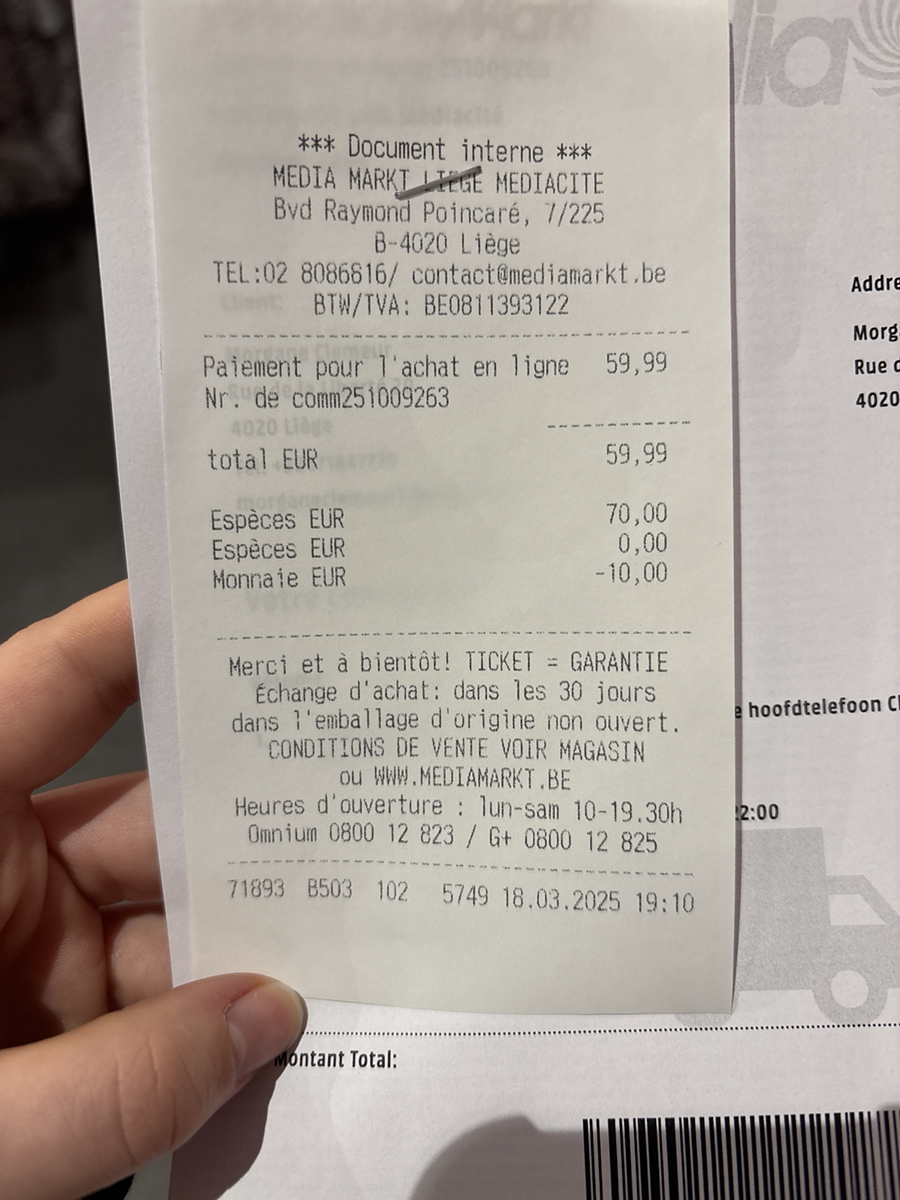 *** Document interne ***
MEDIA MARKT LIEGE MEDIACITE
Bvd Raymond Poincaré, 7/225
B-4020 Liège
TEL:02 8086816/ contact@mediamarkt.be
BTW/TVA: BE0811393122
Paiement pour l'achat en ligne 59,99
Nr. de comm251009263
total EUR 59,99
Espèces EUR 70,00
Espèces EUR 0,00
Monnaie EUR -10,00
Merci et à bientôt! TICKET = GARANTIE
Échange d'achat: dans les 30 jours
dans l'emballage d'origine non ouvert.
CONDITIONS DE VENTE VOIR MAGASIN
ou WWW.MEDIAMARKT.BE
Heures d'ouverture : lun-sam 10-19.30h
Omnium 0800 12 823 / G+ 0800 12 825
71893 B503 102 5749 18.03.2025 19:10
dia
Addre
Morg
Rue d
4020
e hoofdtelefoon C
22:00
Montant Total: